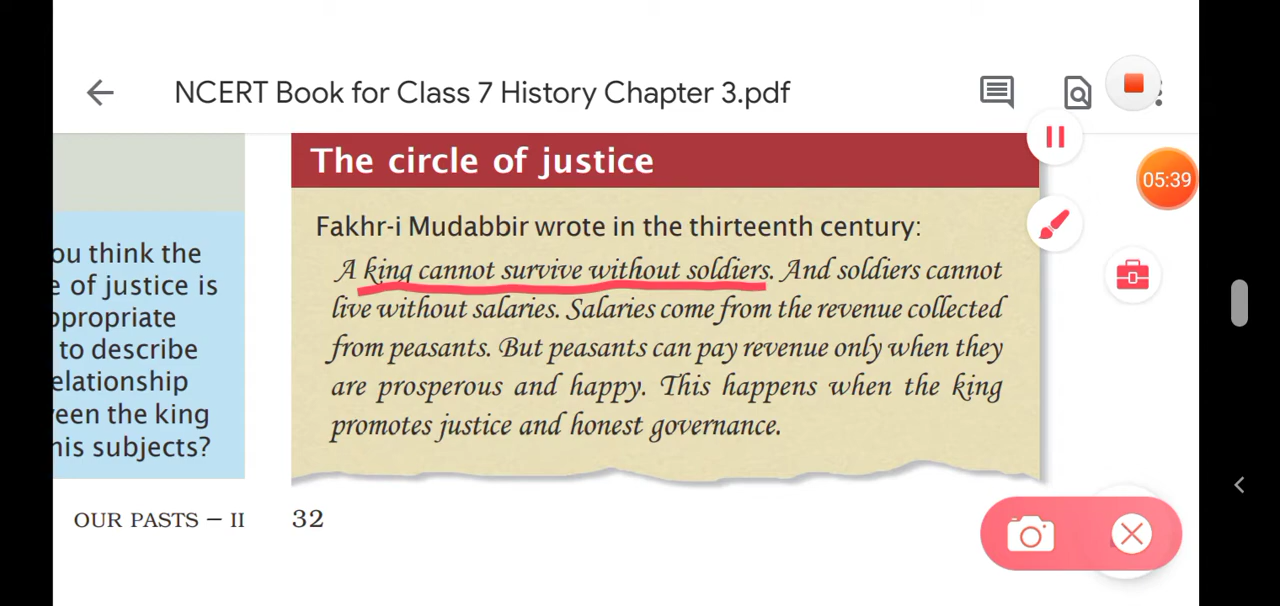 NCERT Book for Class 7 History Chapter 3.pdf
The circle of justice
05:39
Fakhr-i Mudabbir wrote in the thirteenth century:
A king cannot survive without soldiers. And soldiers cannot
live without salaries. Salaries come from the revenue collected
from peasants. But peasants can pay revenue only when they
are prosperous and happy. This happens when the king
promotes justice and honest governance.
ou think the
e of justice is
ppropriate
to describe
elationship
een the king
his subjects?
OUR PASTS – II 32